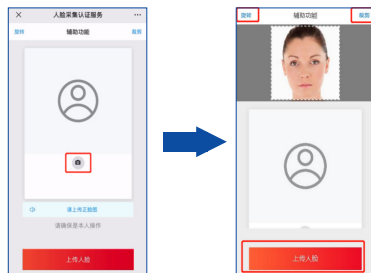 人脸采集认证服务
旋转 辅助功能 裁剪
请上传正脸照
请确保是本人操作
上传人脸
旋转 辅助功能 裁剪
上传人脸